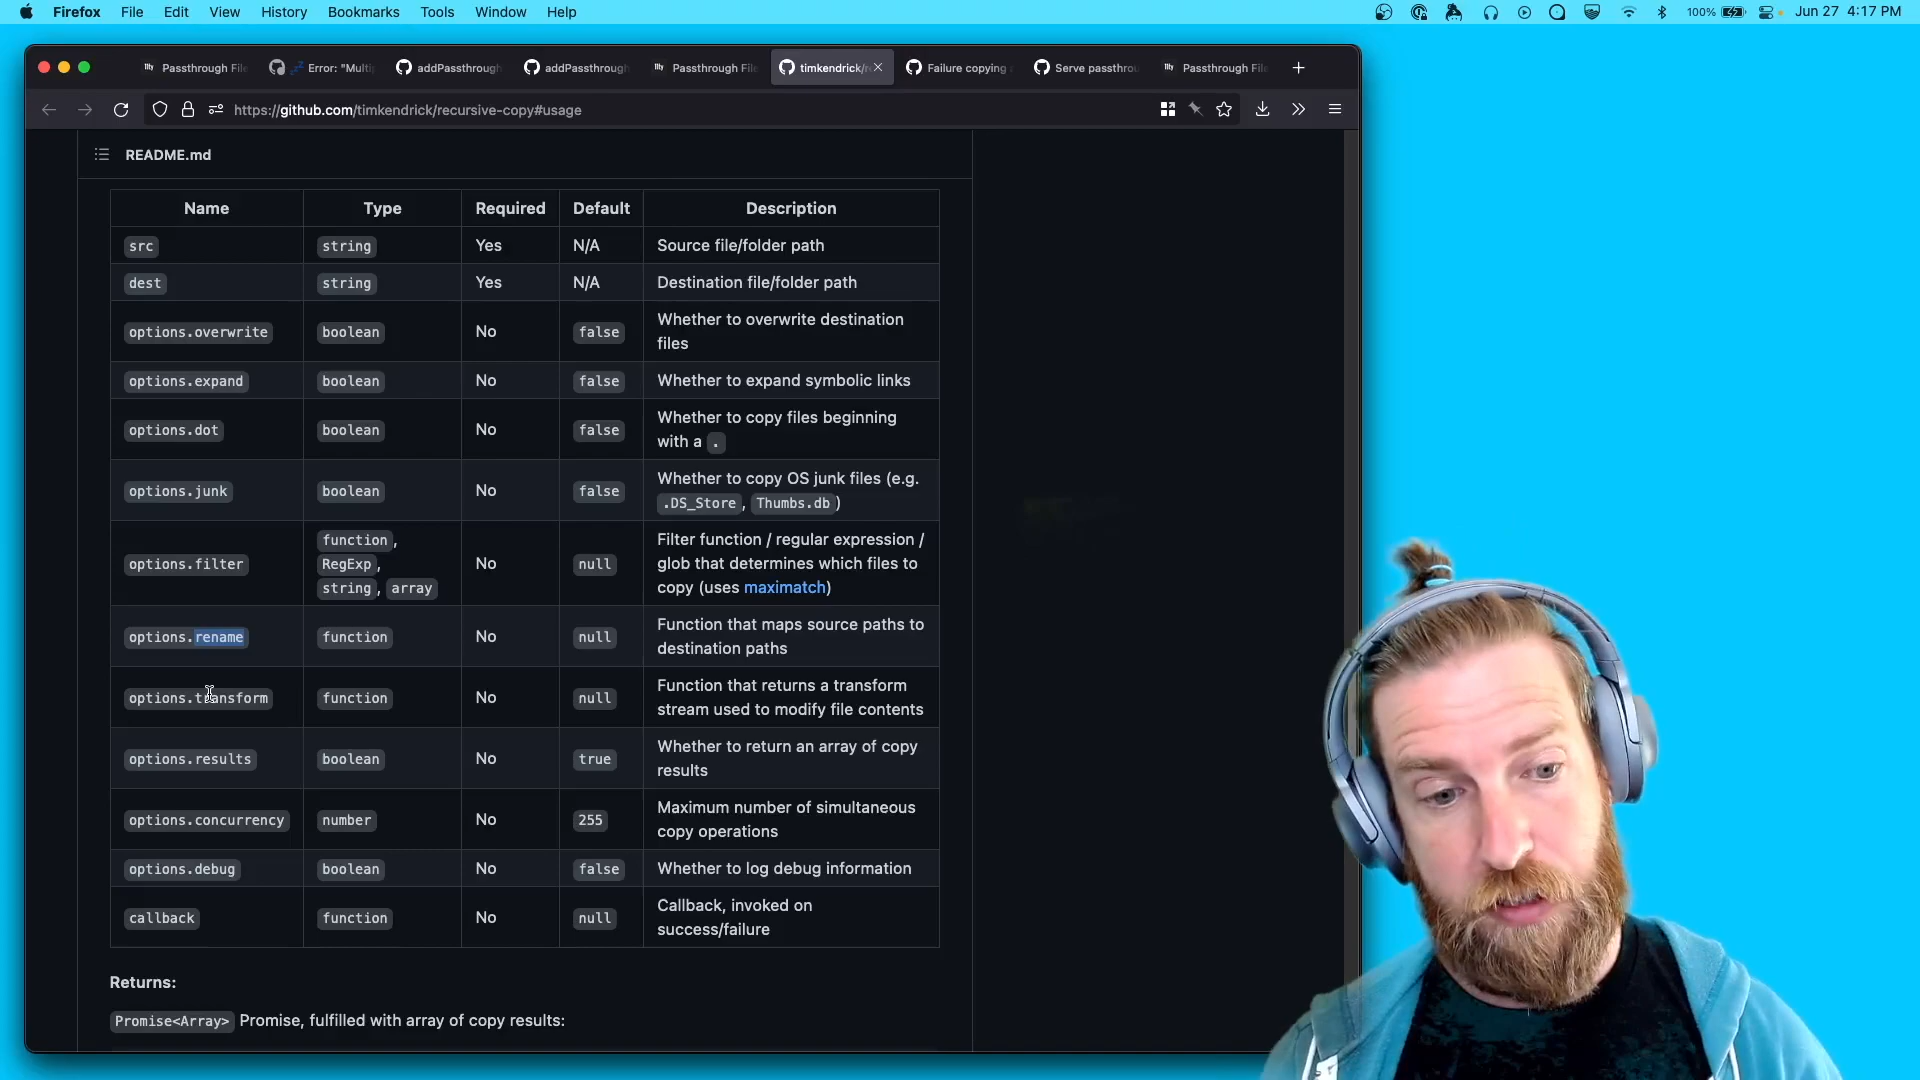 Firefox File Edit View History Bookmarks Tools Window Help 100% Jun 27 4:17 PM
11ty Passthrough File Error: "Multip addPassthroug addPassthroug 11ty Passthrough File timkendrick/re Failure copying Serve passthrou 11ty Passthrough File
https://github.com/timkendrick/recursive-copy#usage
README.md
Name Type Required Default Description
src string Yes N/A Source file/folder path
dest string Yes N/A Destination file/folder path
options.overwrite boolean No false Whether to overwrite destination
files
options.expand boolean No false Whether to expand symbolic links
options.dot boolean No false Whether to copy files beginning
with a .
options.junk boolean No false Whether to copy OS junk files (e.g.
.DS_Store, Thumbs.db)
options.filter function, RegExp, string, array No null Filter function / regular expression /
glob that determines which files to
copy (uses maximatch)
options.rename function No null Function that maps source paths to
destination paths
options.transform function No null Function that returns a transform
stream used to modify file contents
options.results boolean No true Whether to return an array of copy
results
options.concurrency number No 255 Maximum number of simultaneous
copy operations
options.debug boolean No false Whether to log debug information
callback function No null Callback, invoked on
success/failure
Returns:
Promise<Array> Promise, fulfilled with array of copy results: